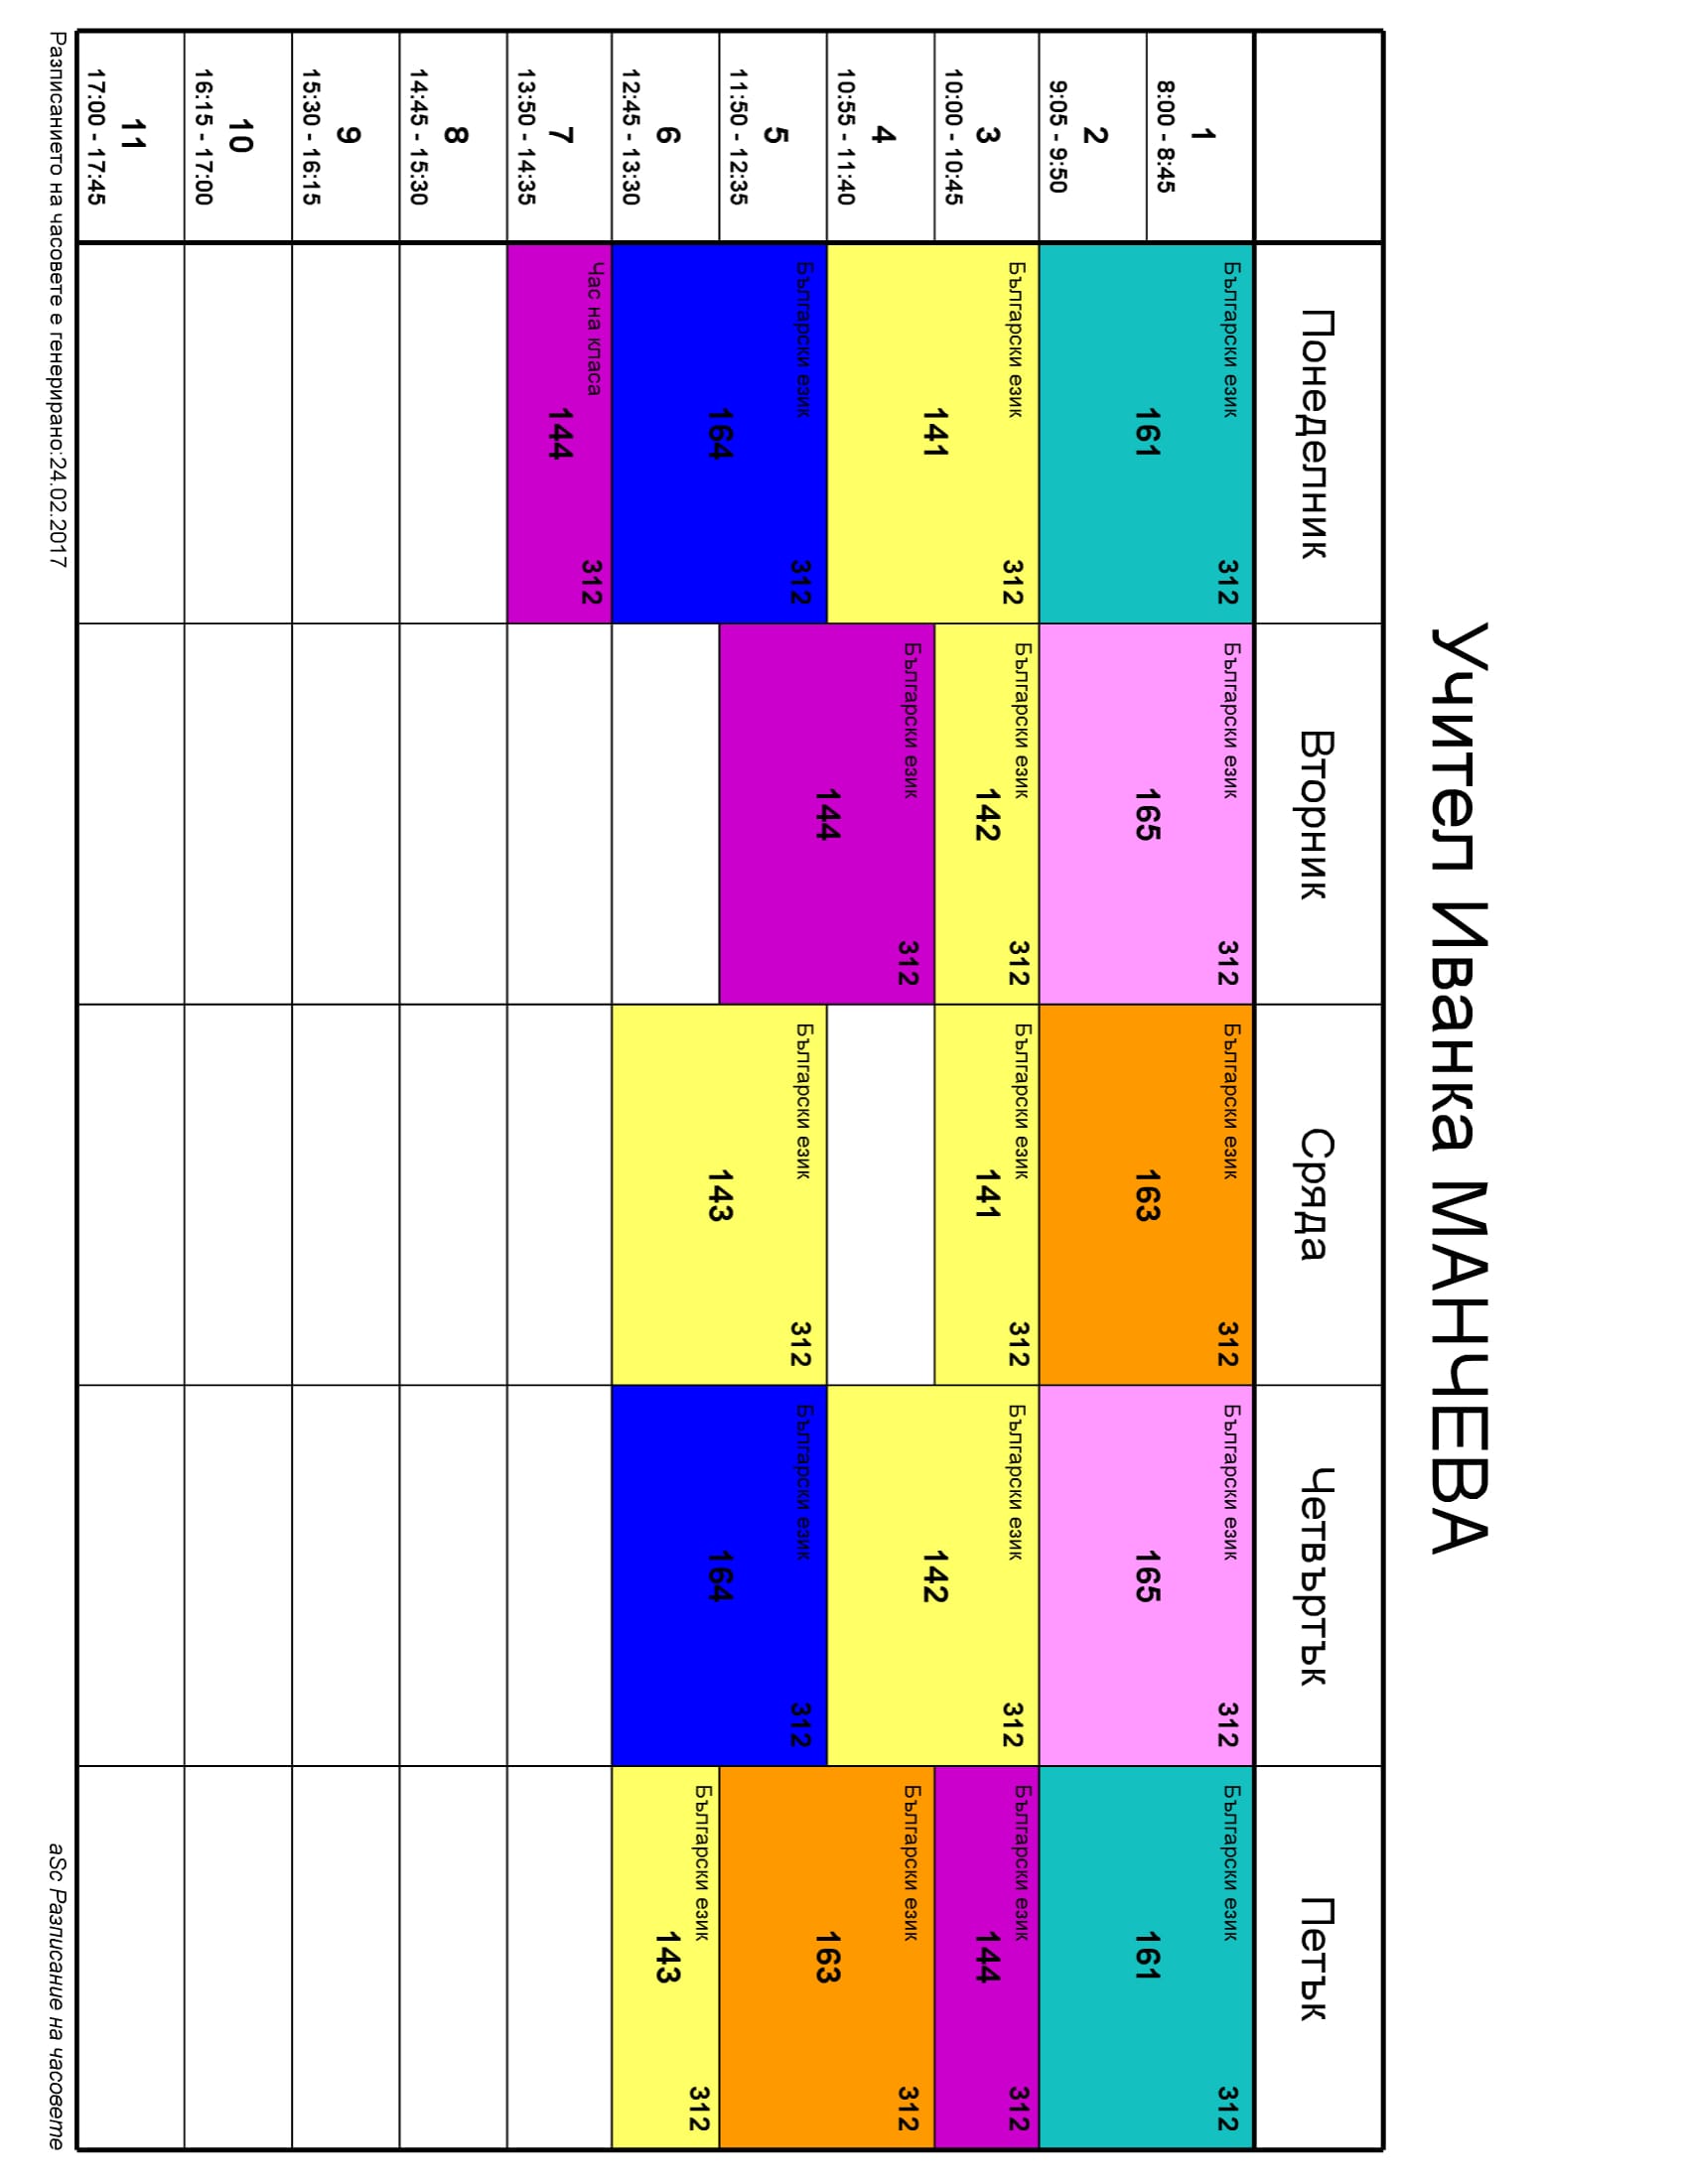 Учител Иванка МАНЧЕВА
Понеделник
Вторник
Сряда
Четвъртък
Петък
1
8:00 - 8:45
2
9:05 - 9:50
3
10:00 - 10:45
4
10:55 - 11:40
5
11:50 - 12:35
6
12:45 - 13:30
7
13:50 - 14:35
8
14:45 - 15:30
9
15:30 - 16:15
10
16:15 - 17:00
11
17:00 - 17:45
Български език
312
161
Български език
312
141
Български език
312
164
Час на класа
312
144
Български език
312
165
Български език
312
142
Български език
312
144
Български език
312
163
Български език
312
141
Български език
312
143
Български език
312
165
Български език
312
142
Български език
312
164
Български език
312
161
Български език
312
144
Български език
312
163
Български език
312
143
Разписанието на часовете е генерирано:24.02.2017
aSc Разписание на часовете